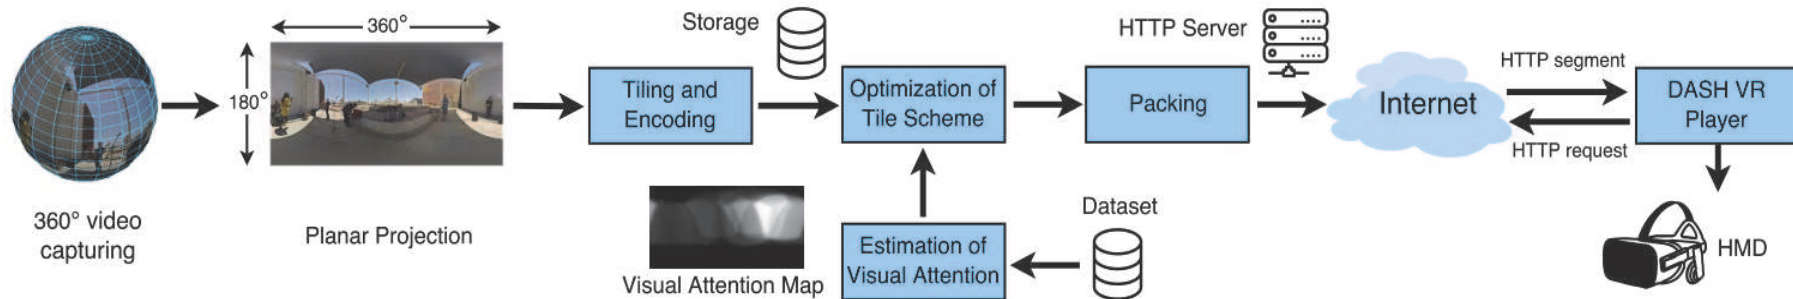 360°
180°
360° video
capturing
Planar Projection
Tiling and
Encoding
Storage
Optimization of
Tile Scheme
Visual Attention Map
Estimation of
Visual Attention
Dataset
HTTP Server
Packing
Internet
HTTP segment
HTTP request
DASH VR
Player
HMD